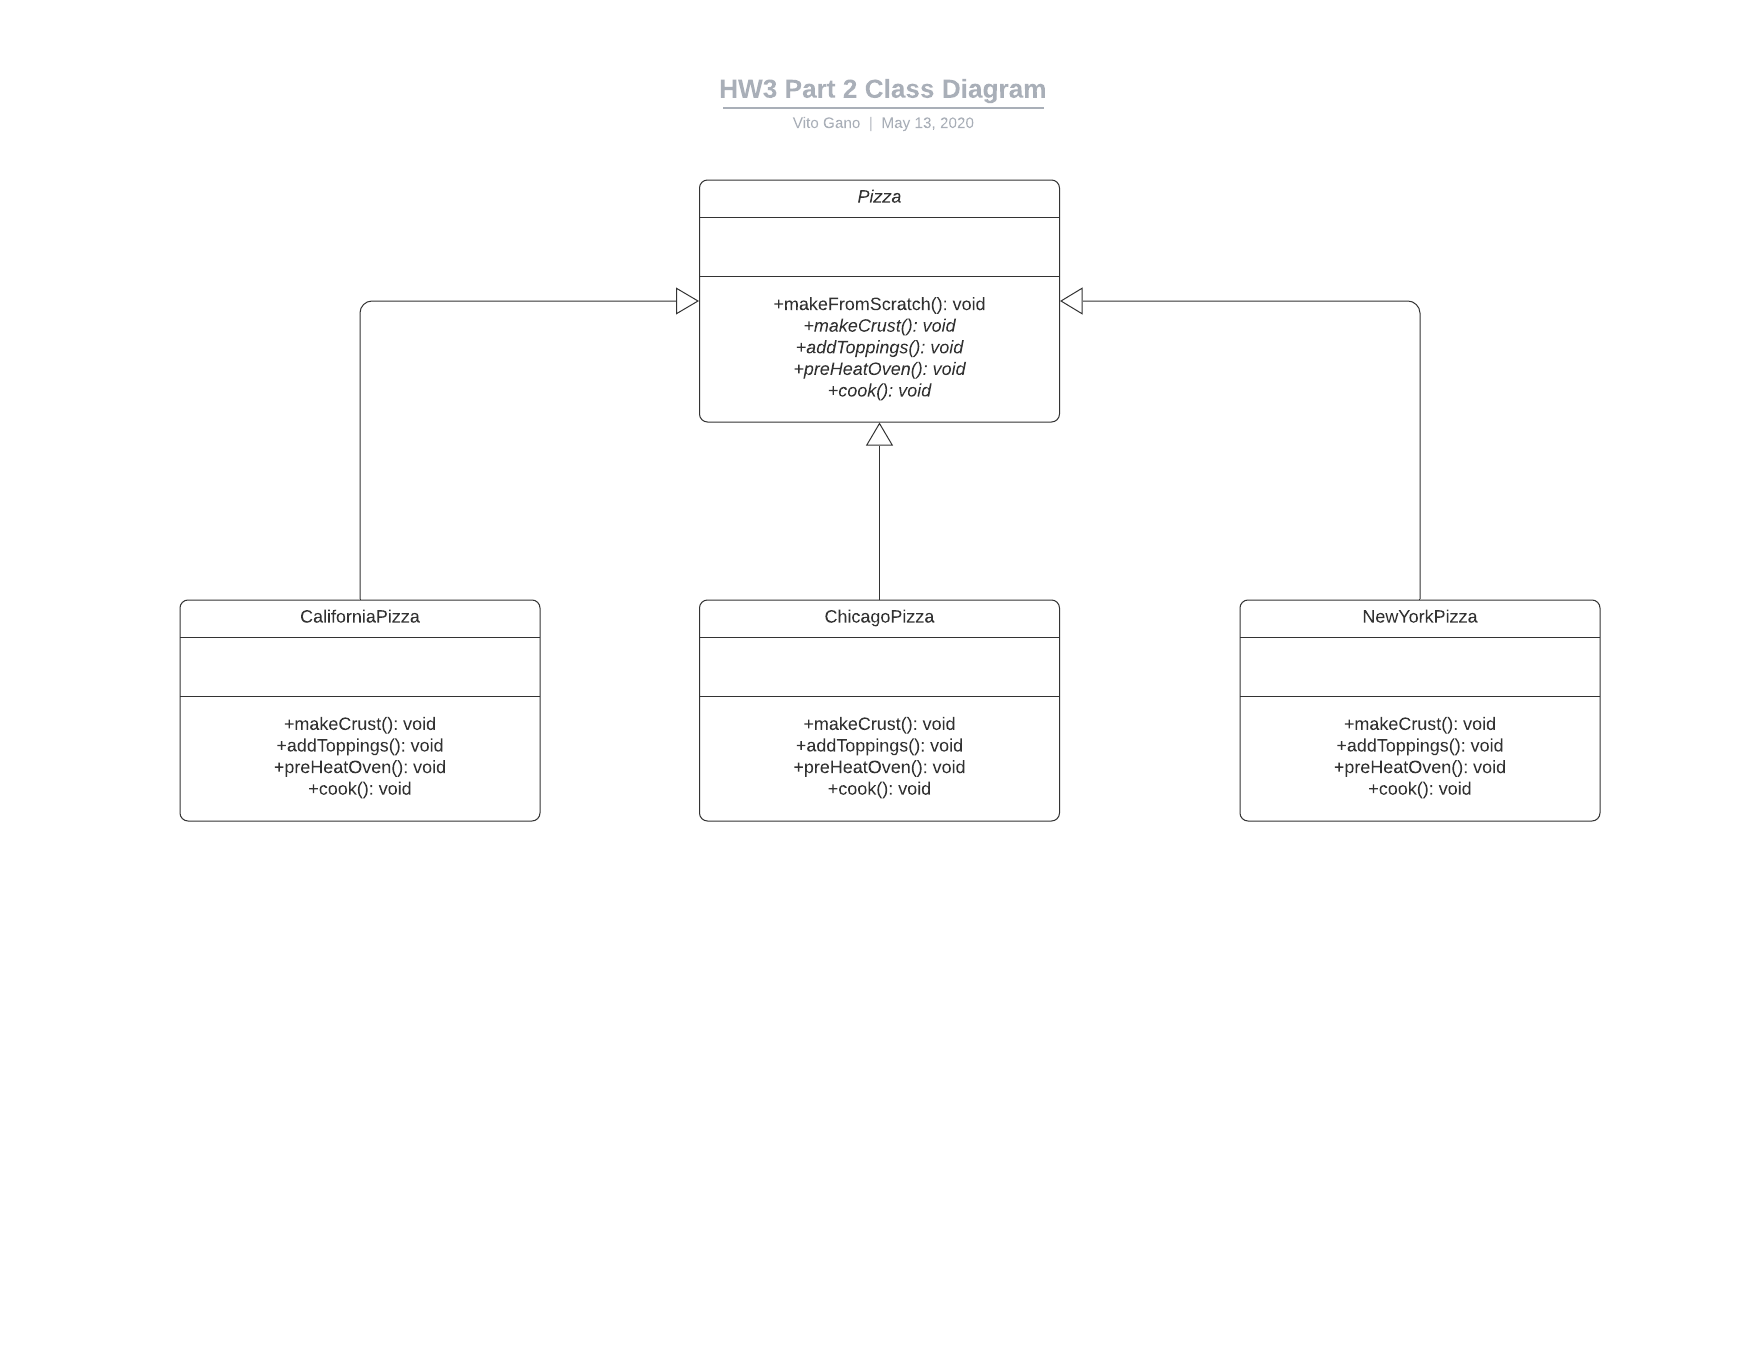 HW3 Part 2 Class Diagram
Vito Gano | May 13, 2020
Pizza
+makeFromScratch(): void
+makeCrust(): void
+addToppings(): void
+preHeatOven(): void
+cook(): void
CaliforniaPizza
+makeCrust(): void
+addToppings(): void
+preHeatOven(): void
+cook(): void
ChicagoPizza
+makeCrust(): void
+addToppings(): void
+preHeatOven(): void
+cook(): void
NewYorkPizza
+makeCrust(): void
+addToppings(): void
+preHeatOven(): void
+cook(): void